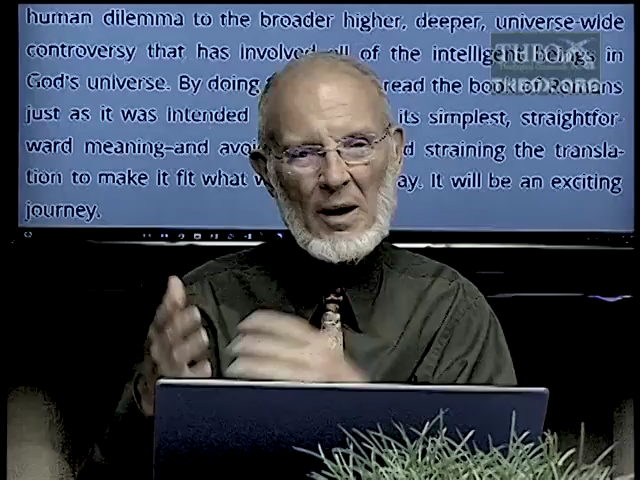 human dilemma to the broader higher, deeper, universe-wide
controversy that has involved all of the intelligent beings in
God's universe. By doing read the book of Romans
just as it was intended its simplest, straightfor-
ward meaning–and avoi d straining the transla-
tion to make it fit what w ay. It will be an exciting
journey.